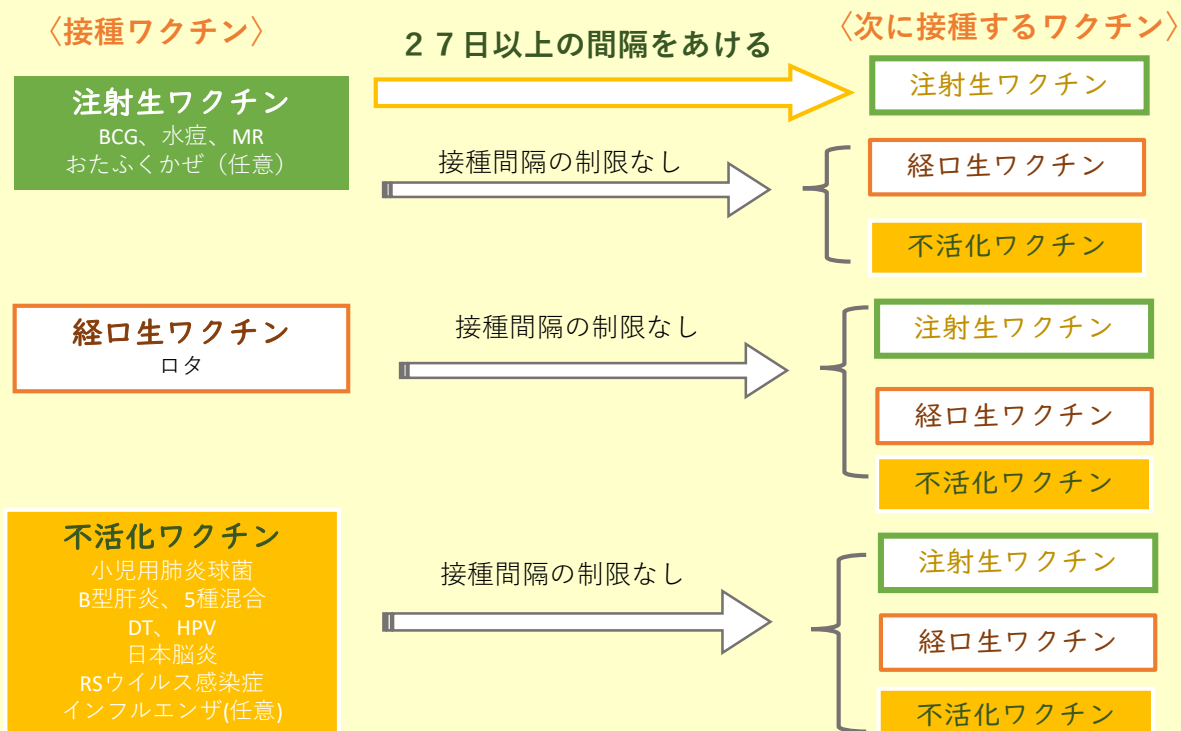 〈接種ワクチン〉
２７日以上の間隔をあける
〈次に接種するワクチン〉
注射生ワクチン
BCG、水痘、MR
おたふくかぜ（任意）
注射生ワクチン
接種間隔の制限なし
経口生ワクチン
不活化ワクチン
経口生ワクチン
ロタ
接種間隔の制限なし
注射生ワクチン
経口生ワクチン
不活化ワクチン
不活化ワクチン
小児用肺炎球菌
B型肝炎、5種混合
DT、HPV
日本脳炎
RSウイルス感染症
インフルエンザ(任意)
接種間隔の制限なし
注射生ワクチン
経口生ワクチン
不活化ワクチン